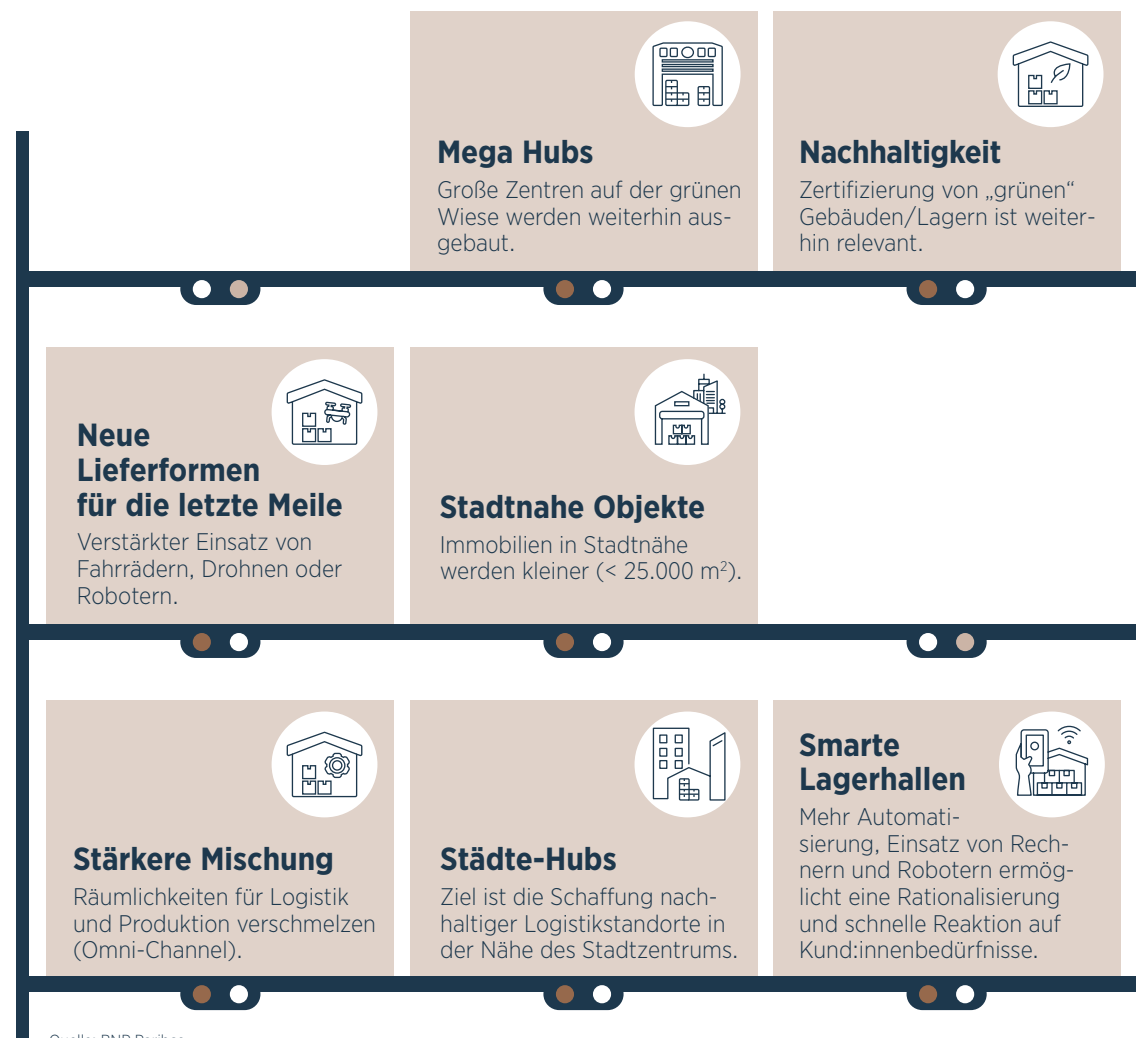 Mega Hubs
Große Zentren auf der grünen
Wiese werden weiterhin aus-
gebaut.
Nachhaltigkeit
Zertifizierung von „grünen“
Gebäuden/Lagern ist weiter-
hin relevant.
Neue
Lieferformen
für die letzte Meile
Verstärkter Einsatz von
Fahrrädern, Drohnen oder
Robotern.
Stadtnahe Objekte
Immobilien in Stadtnähe
werden kleiner (< 25.000 m²).
Stärkere Mischung
Räumlichkeiten für Logistik
und Produktion verschmelzen
(Omni-Channel).
Städte-Hubs
Ziel ist die Schaffung nach-
haltiger Logistikstandorte in
der Nähe des Stadtzentrums.
Smarte
Lagerhallen
Mehr Automati-
sierung, Einsatz von Rech-
nern und Robotern ermög-
licht eine Rationalisierung
und schnelle Reaktion auf
Kund:innenbedürfnisse.